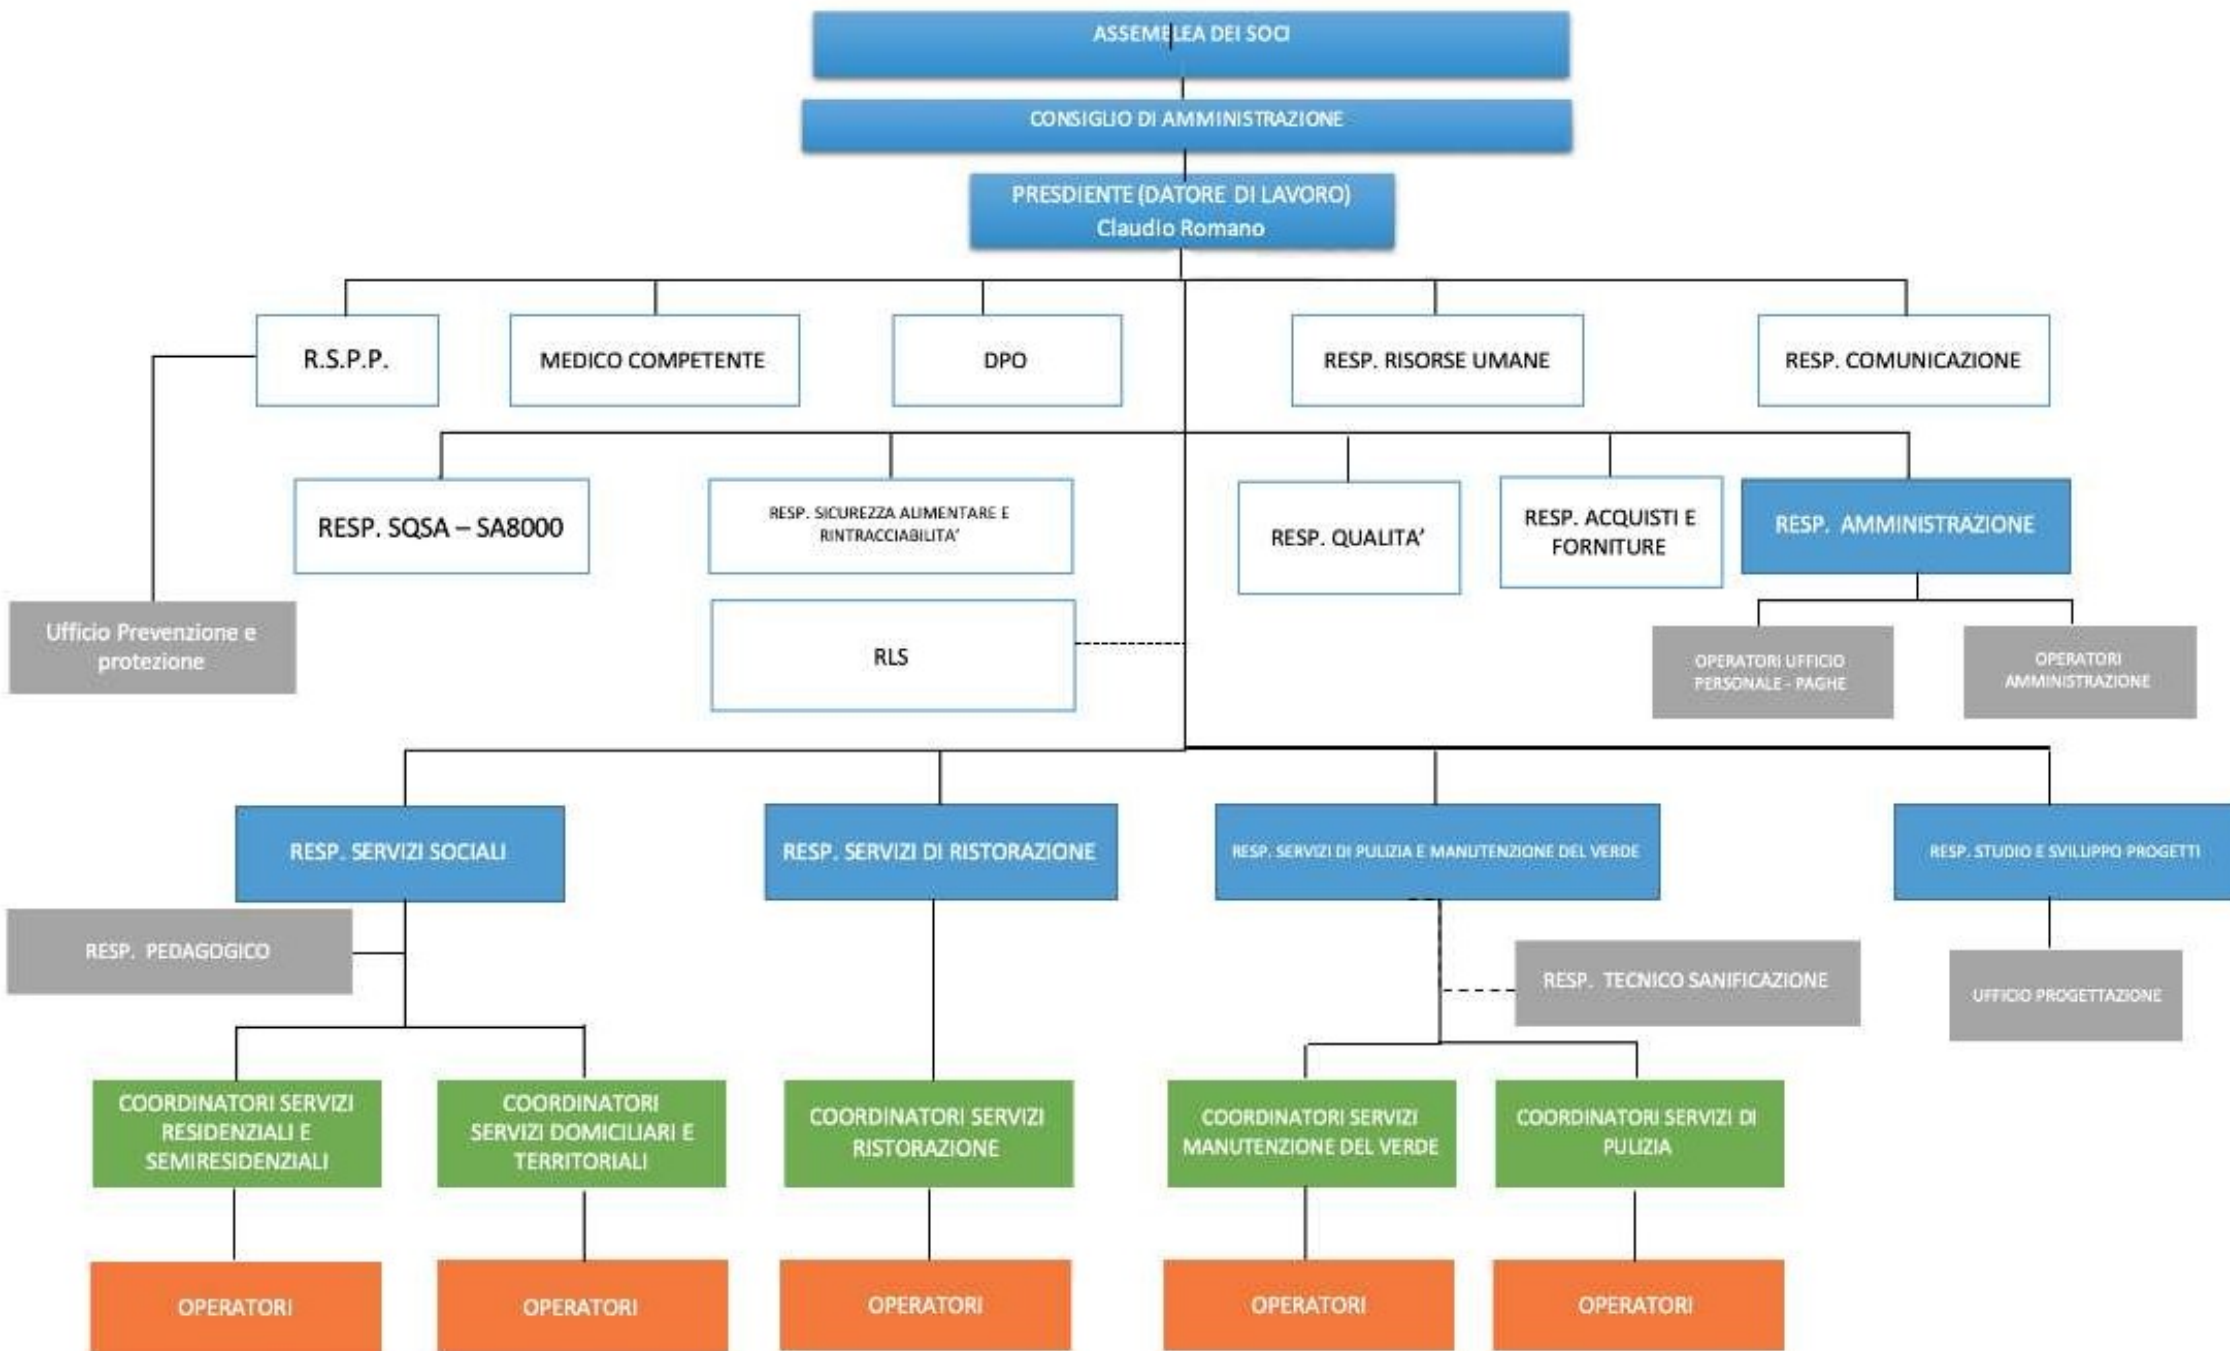 ASSEMBLEA DEI SOCI
CONSIGLIO DI AMMINISTRAZIONE
PRESDIENTE (DATORE DI LAVORO)
Claudio Romano
R.S.P.P.
MEDICO COMPETENTE
DPO
RESP. RISORSE UMANE
RESP. COMUNICAZIONE
RESP. SQSA – SA8000
RESP. SICUREZZA ALIMENTARE E
RINTRACCIABILITA'
RESP. QUALITA'
RESP. ACQUISTI E
FORNITURE
RESP. AMMINISTRAZIONE
Ufficio Prevenzione e
protezione
RLS
OPERATORI UFFICIO
PERSONALE - PAGHE
OPERATORI
AMMINISTRAZIONE
RESP. SERVIZI SOCIALI
RESP. SERVIZI DI RISTORAZIONE
RESP. SERVIZI DI PULIZIA E MANUTENZIONE DEL VERDE
RESP. STUDIO E SVILUPPO PROGETTI
RESP. PEDAGOGICO
RESP. TECNICO SANIFICAZIONE
UFFICIO PROGETTAZIONE
COORDINATORI SERVIZI
RESIDENZIALI E
SEMIRESIDENZIALI
COORDINATORI
SERVIZI DOMICILIARI E
TERRITORIALI
COORDINATORI SERVIZI
RISTORAZIONE
COORDINATORI SERVIZI
MANUTENZIONE DEL VERDE
COORDINATORI SERVIZI DI
PULIZIA
OPERATORI
OPERATORI
OPERATORI
OPERATORI
OPERATORI